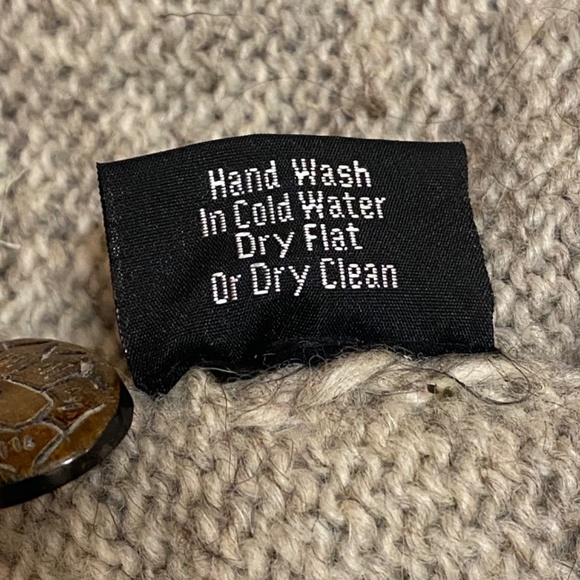 Hand Wash
In Cold Water
Dry Flat
Or Dry Clean